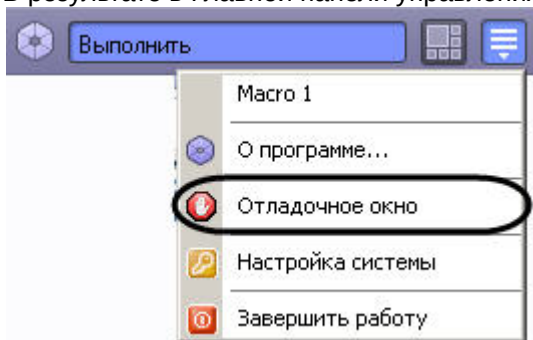 В результате в главной панели управлени
Выполнить
Macro 1
О программе...
Отладочное окно
Настройка системы
Завершить работу